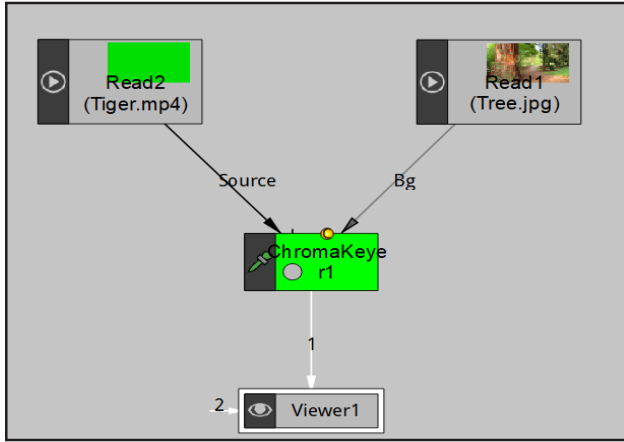 Read2
(Tiger.mp4)
Read1
(Tree.jpg)
Source
Bg
ChromaKeye
r1
1
2
Viewer1